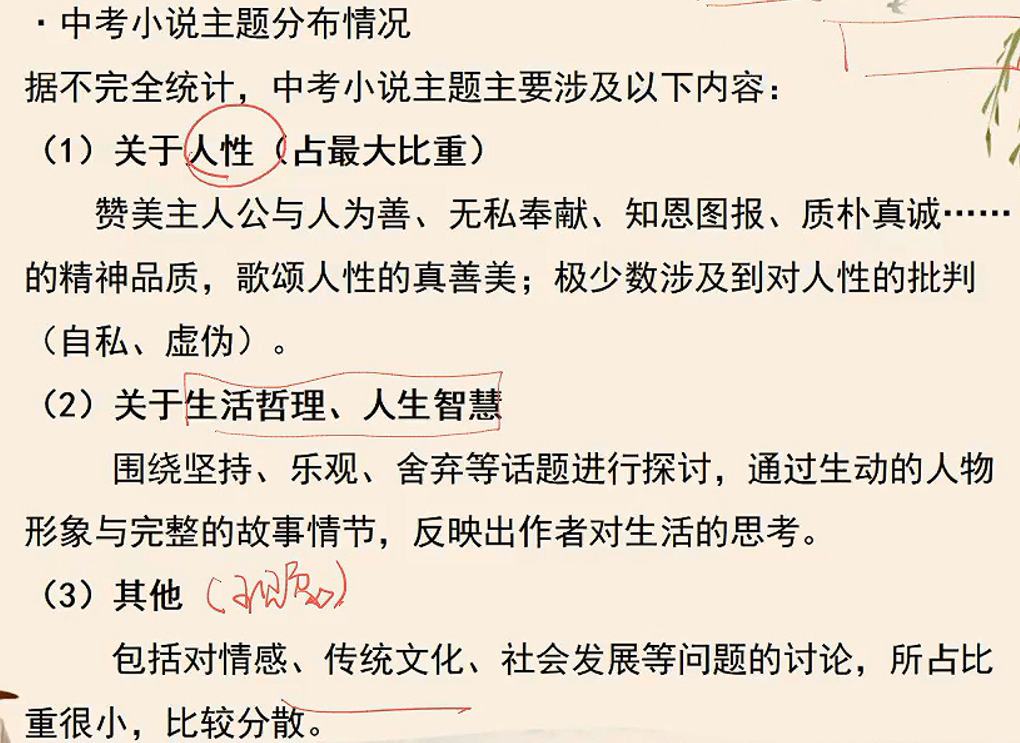 ·中考小说主题分布情况
据不完全统计，中考小说主题主要涉及以下内容：
（1）关于人性（占最大比重）
赞美主人公与人为善、无私奉献、知恩图报、质朴真诚……
的精神品质，歌颂人性的真善美；极少数涉及到对人性的批判
（自私、虚伪）。
（2）关于生活哲理、人生智慧
围绕坚持、乐观、舍弃等话题进行探讨，通过生动的人物
形象与完整的故事情节，反映出作者对生活的思考。
（3）其他
包括对情感、传统文化、社会发展等问题的讨论，所占比
重很小，比较分散。